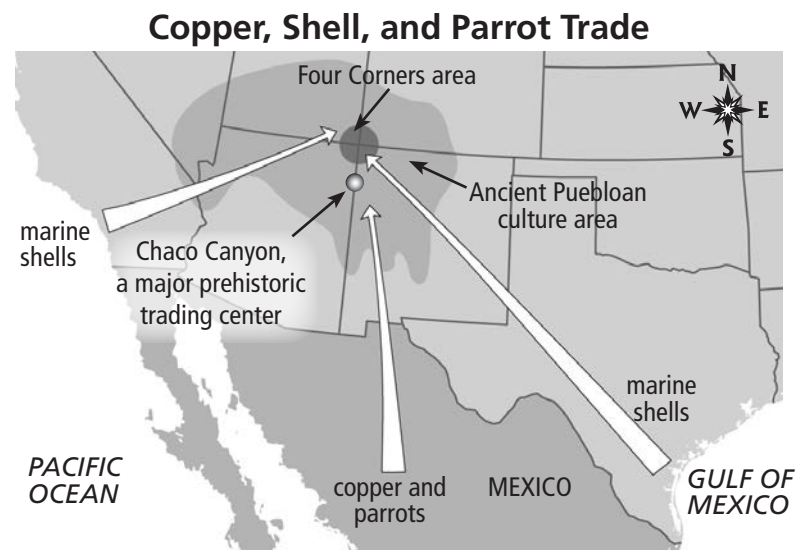 Copper, Shell, and Parrot Trade
Four Corners area
N
W
E
S
Ancient Puebloan
culture area
marine
shells
Chaco Canyon,
a major prehistoric
trading center
marine
shells
PACIFIC
OCEAN
copper and
parrots
MEXICO
GULF OF
MEXICO